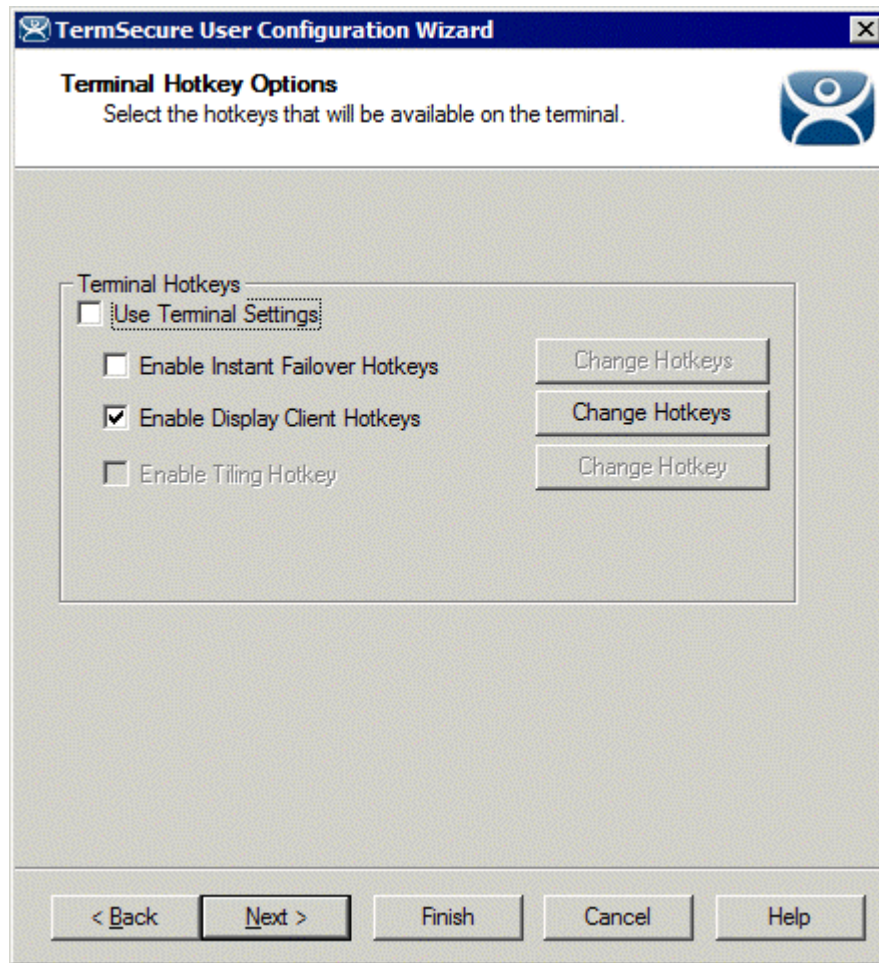 TermSecure User Configuration Wizard
Terminal Hotkey Options
Select the hotkeys that will be available on the terminal.
Terminal Hotkeys
Use Terminal Settings
Enable Instant Failover Hotkeys
Change Hotkeys
Enable Display Client Hotkeys
Change Hotkeys
Enable Tiling Hotkey
Change Hotkey
< Back
Next >
Finish
Cancel
Help